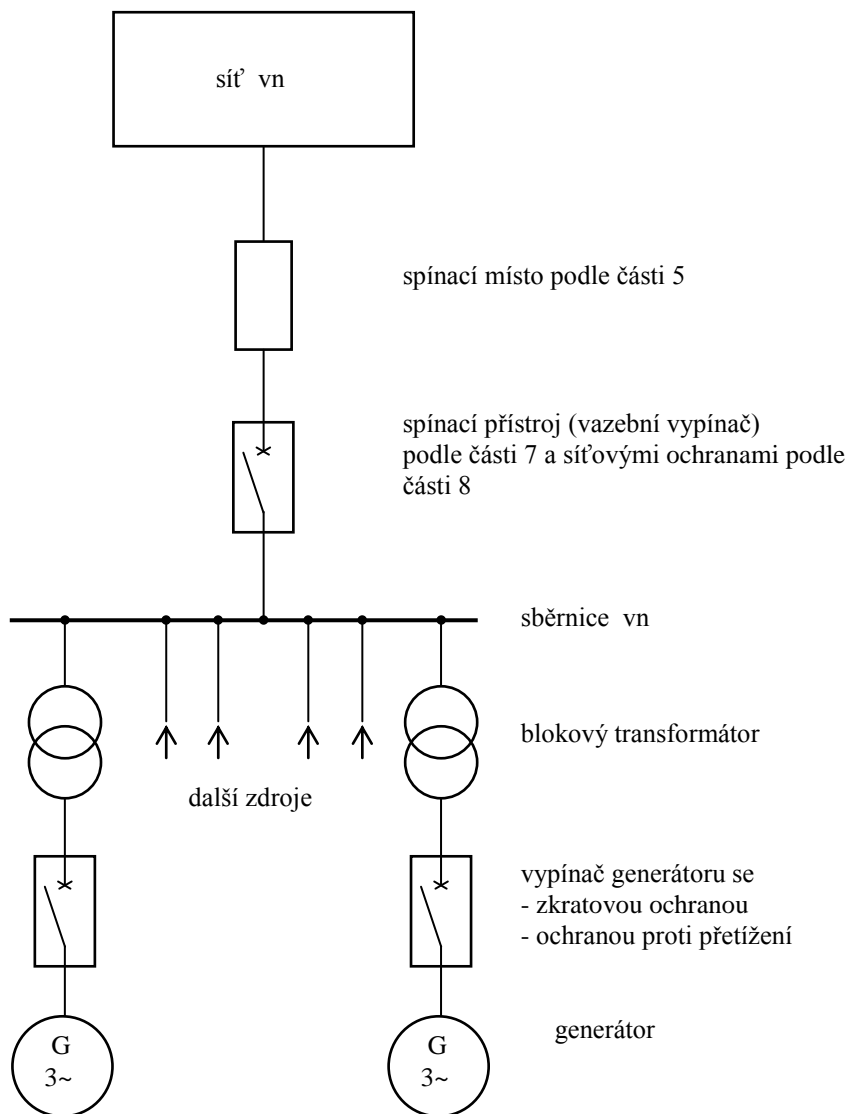 síť vn
spínací místo podle části 5
spínací přístroj (vazební vypínač)
podle části 7 a síťovými ochranami podle
části 8
sběrnice vn
blokový transformátor
další zdroje
vypínač generátoru se
- zkratovou ochranou
- ochranou proti přetížení
generátor
G
3~
G
3~